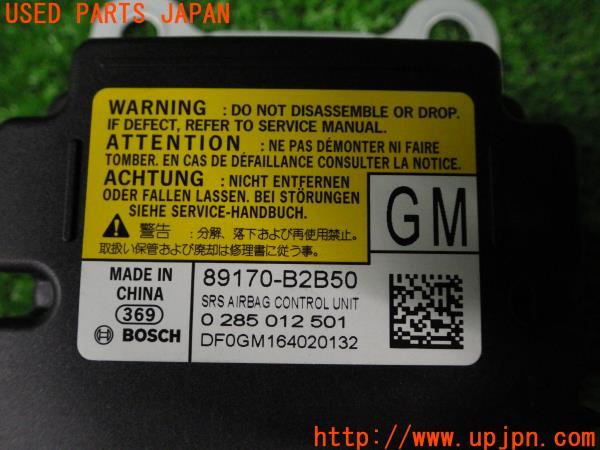 USED PARTS JAPAN
WARNING : DO NOT DISASSEMBLE OR DROP.
IF DEFECT, REFER TO SERVICE MANUAL.
ATTENTION : NE PAS DÉMONTER NI FAIRE
TOMBER. EN CAS DE DÉFAILLANCE CONSULTER LA NOTICE.
ACHTUNG : NICHT ENTFERNEN
ODER FALLEN LASSEN. BEI STÖRUNGEN
SIEHE SERVICE-HANDBUCH.
警告 : 分解、落下および再使用禁止。
取扱い保管および廃却は修理書に従う事。
GM
MADE IN
CHINA
369
BOSCH
89170-B2B50
SRS AIRBAG CONTROL UNIT
0 285 012 501
DF0GM164020132
http://www.upjpn.com/